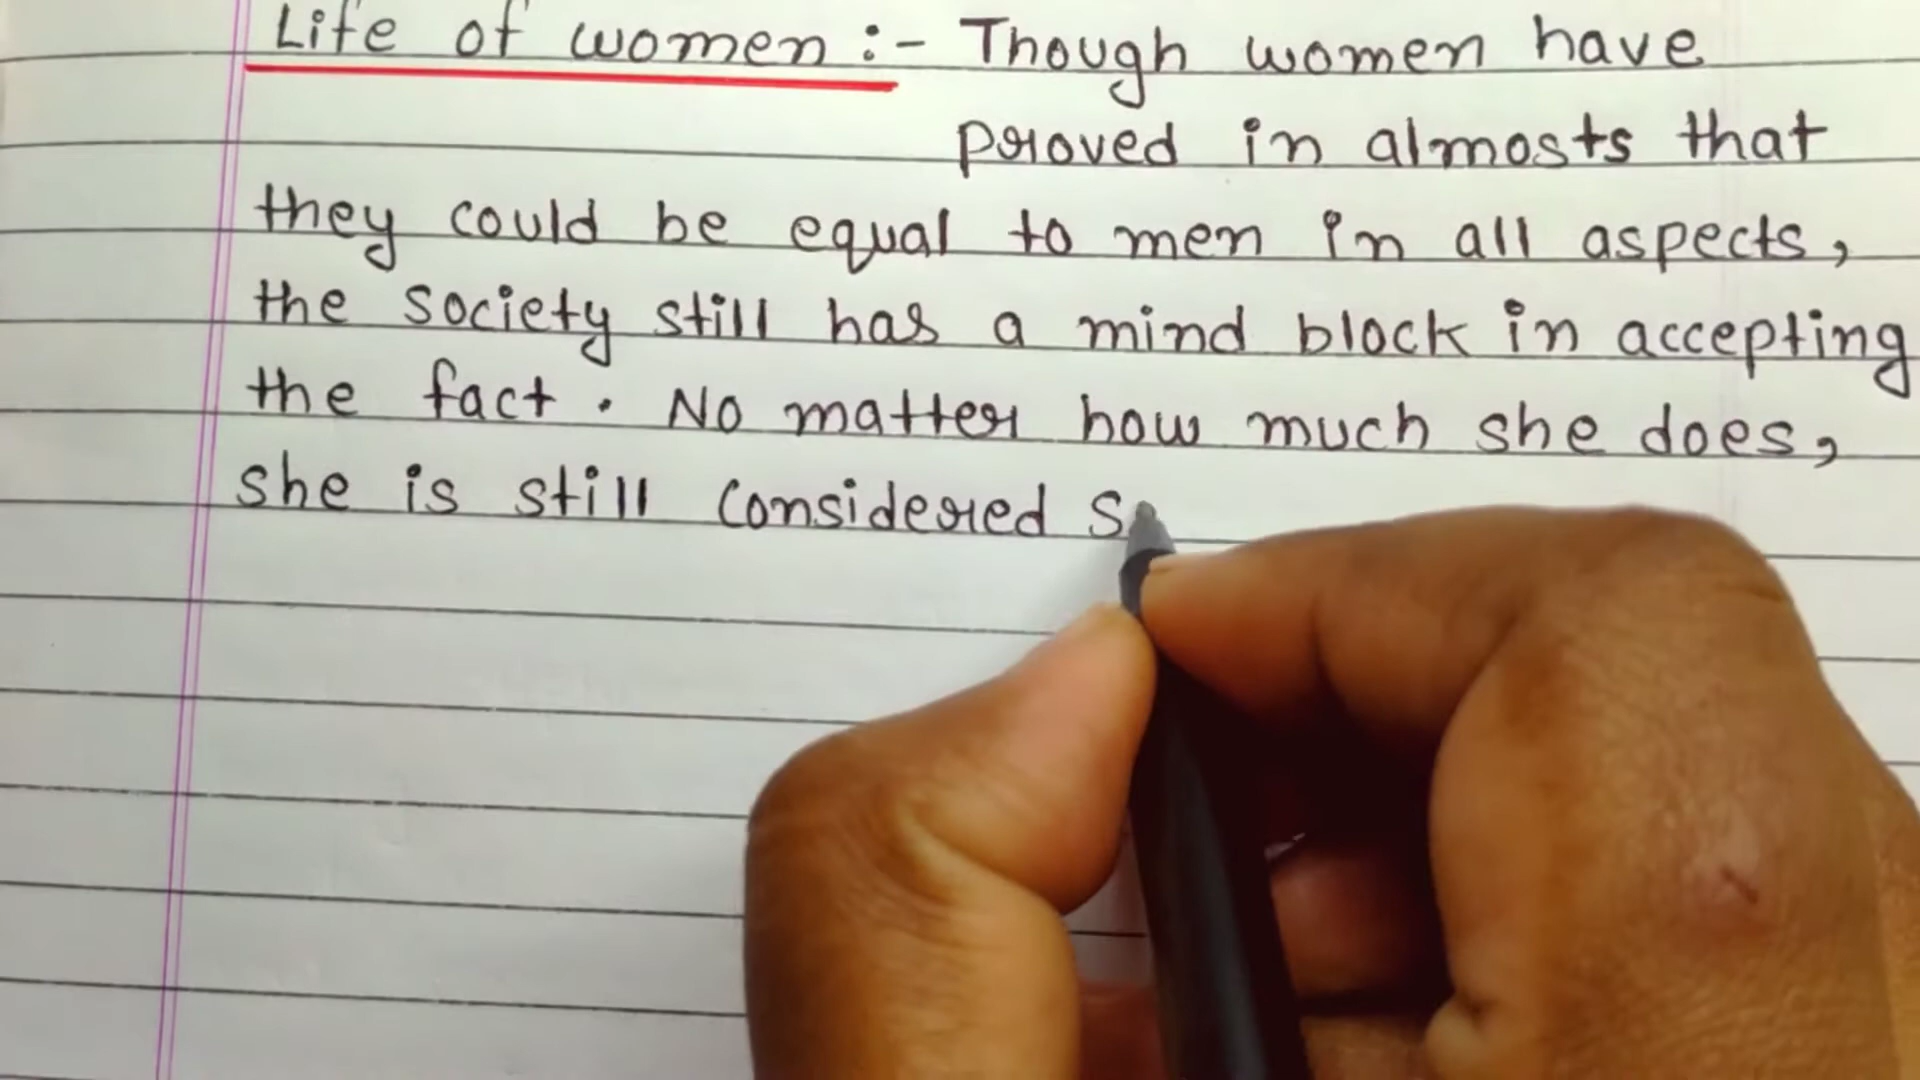 Life of women :- Though women have
proved in almosts that
they could be equal to men in all aspects,
the society still has a mind block in accepting
the fact. No matter how much she does,
she is still considered